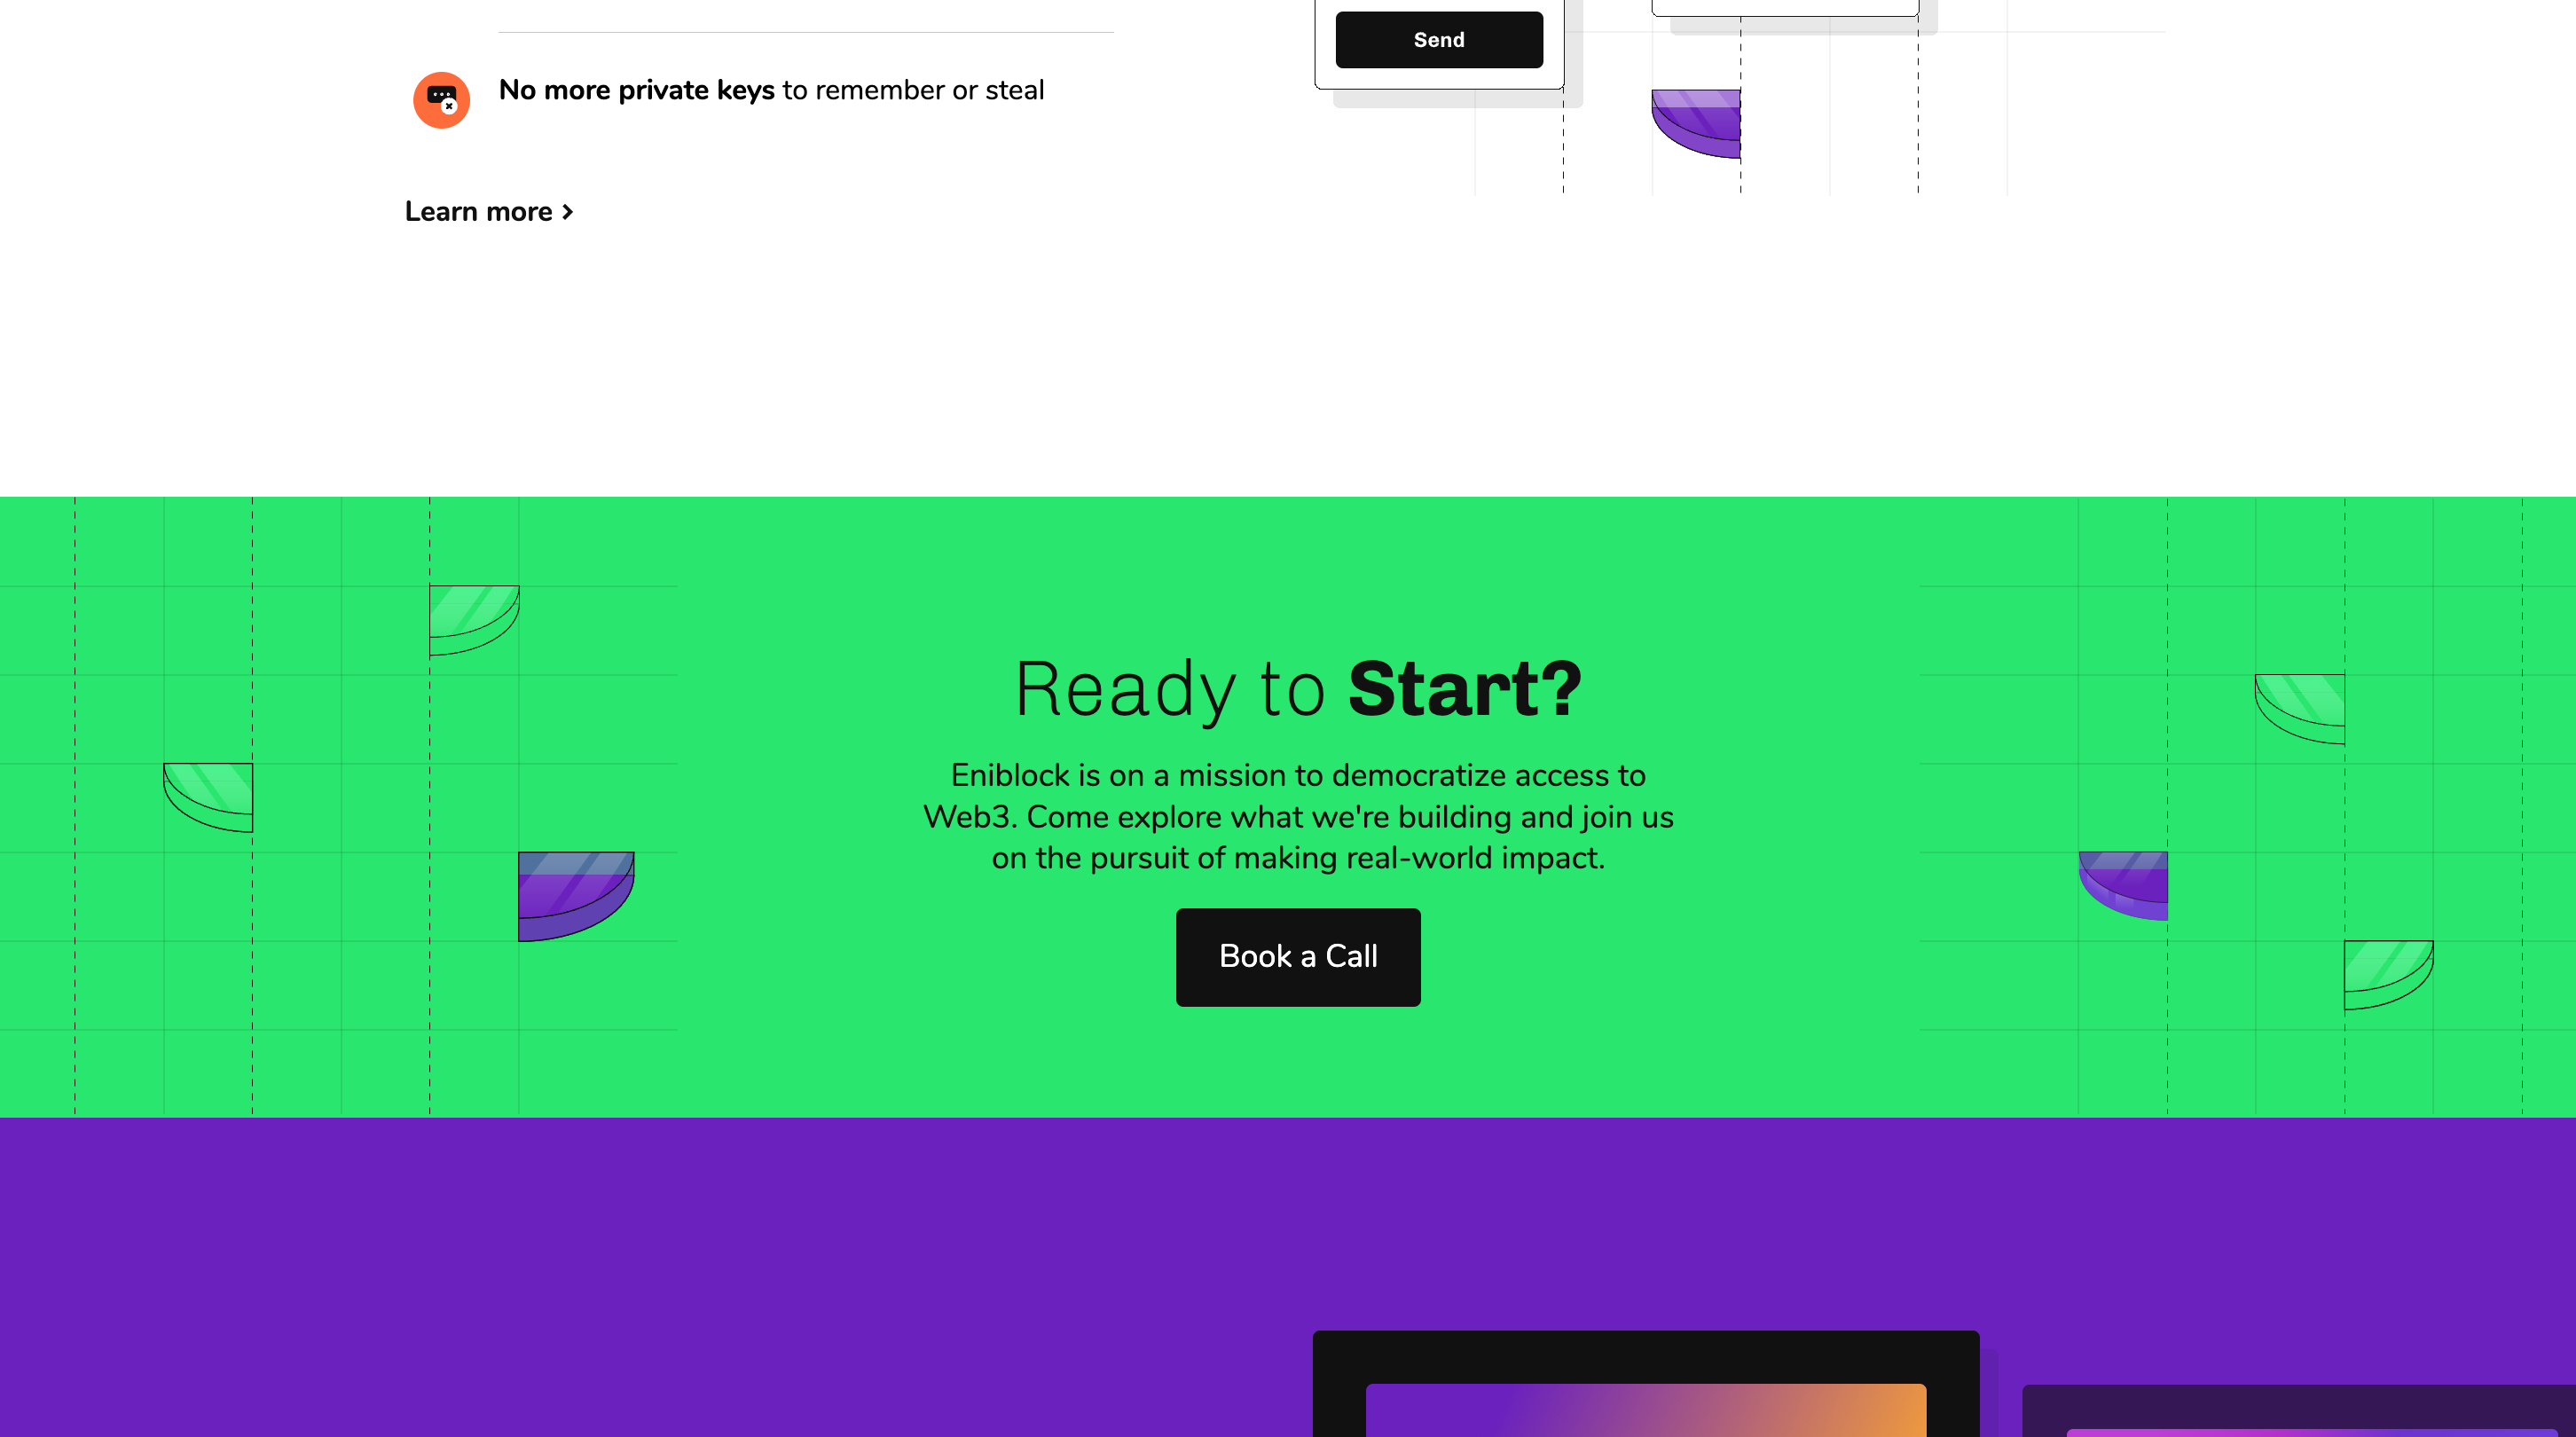 Send
No more private keys to remember or steal
Learn more
Ready to Start?
Eniblock is on a mission to democratize access to
Web3. Come explore what we're building and join us
on the pursuit of making real-world impact.
Book a Call